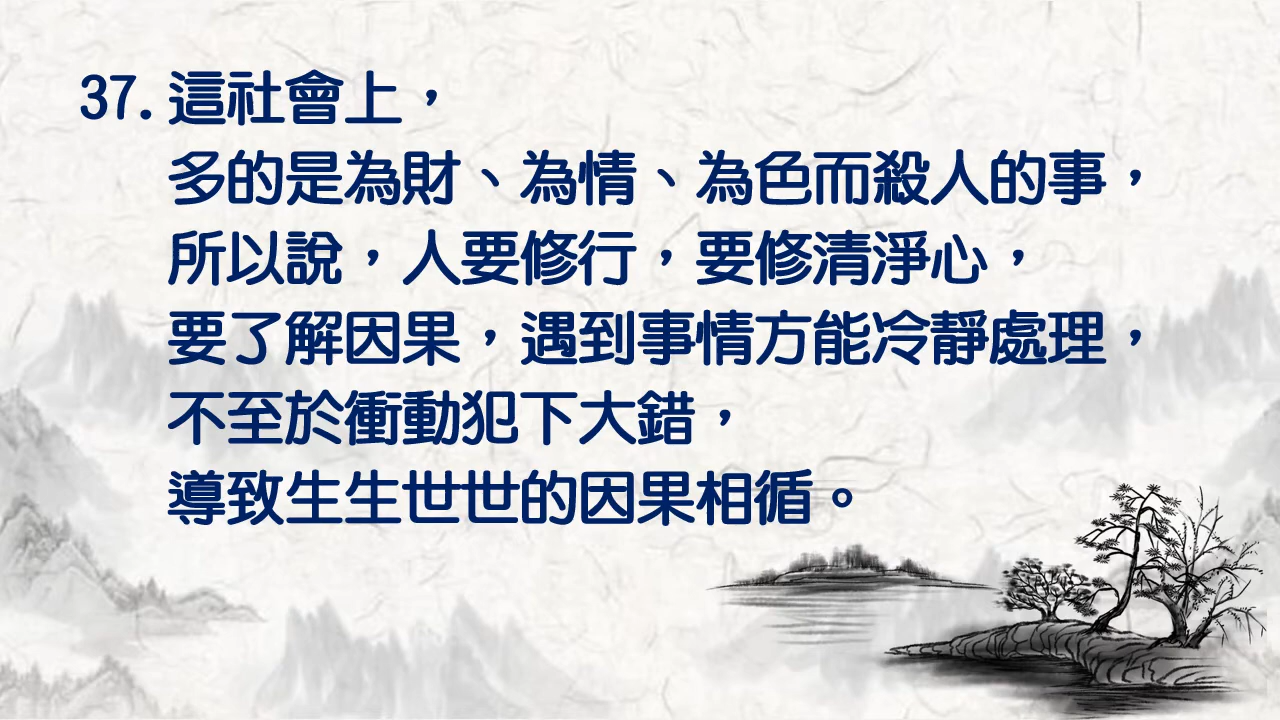 37.這社會上，
多的是為財、為情、為色而殺人的事，
所以說，人要修行，要修清淨心，
要了解因果，遇到事情方能冷靜處理，
不至於衝動犯下大錯，
導致生生世世的因果相循。